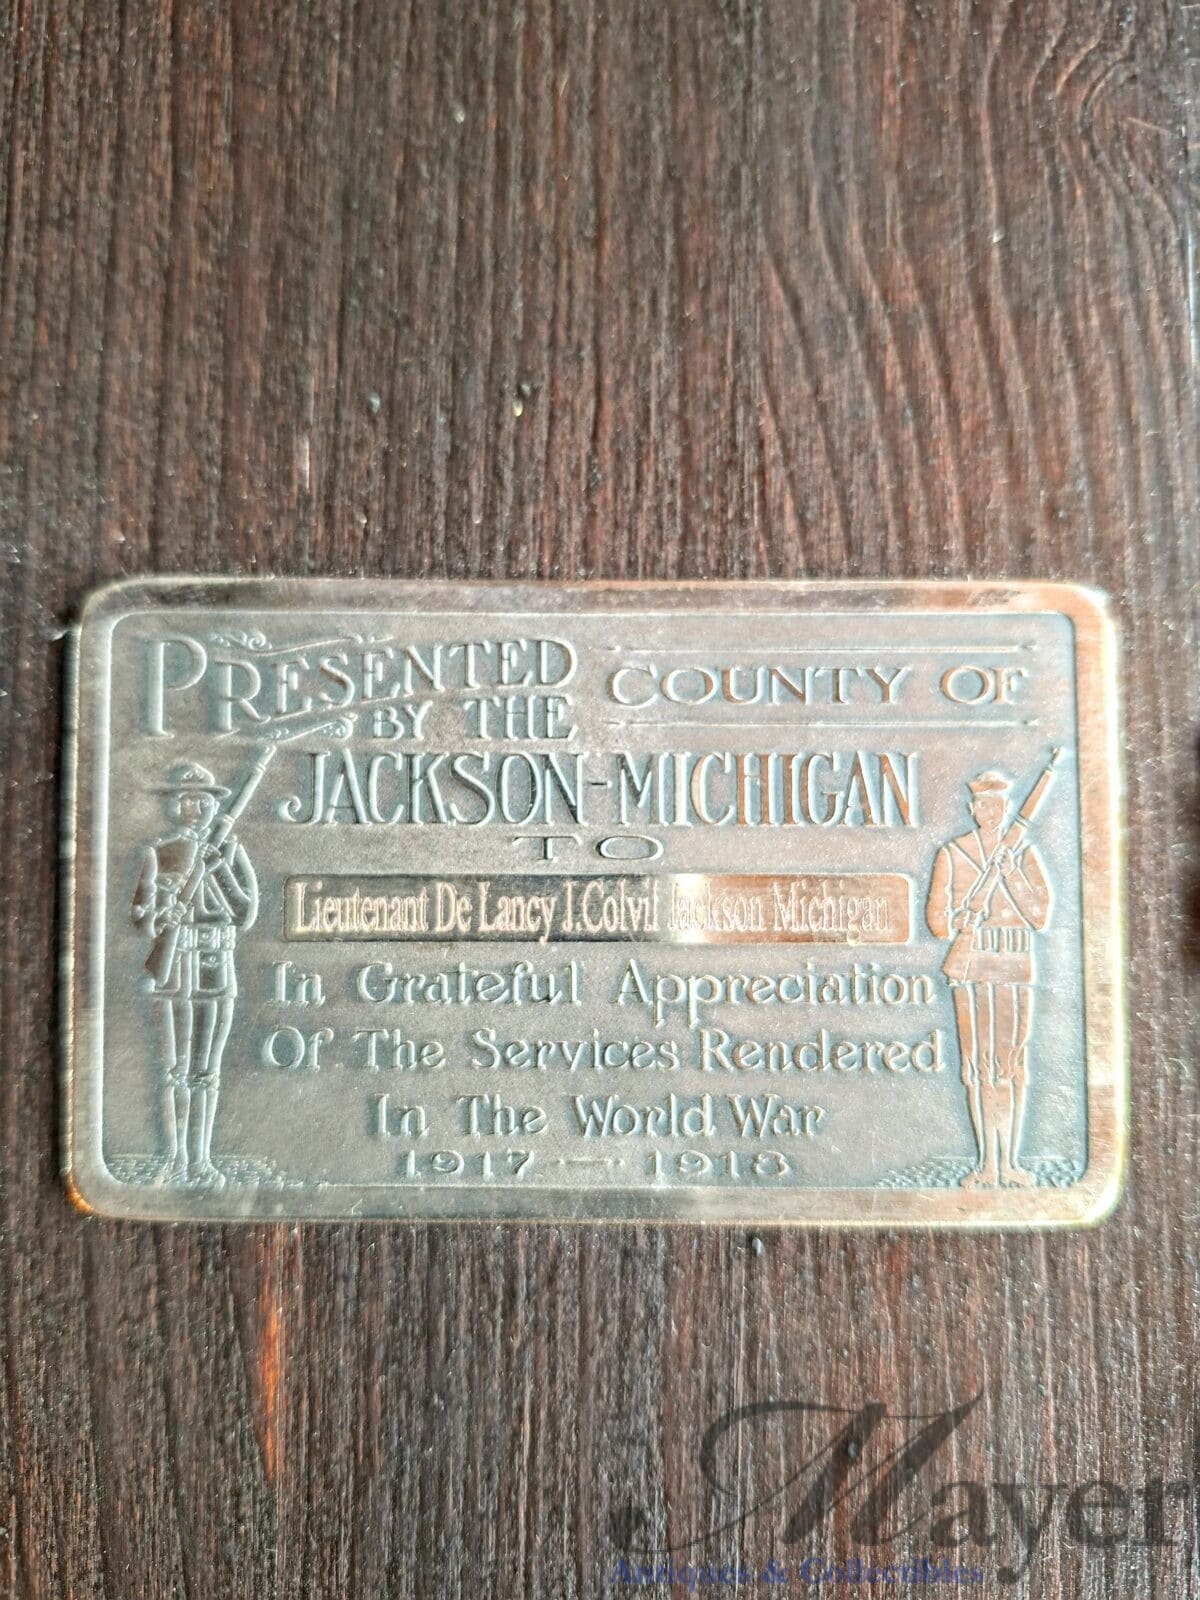 PRESENTED
BY THE
COUNTY OF
JACKSON-MICHIGAN
TO
Lieutenant De Lancy J.Colvif Jackson Michigan
In Grateful Appreciation
Of The Services Rendered
In The World War
1917 — 1918
Mayer
Antiques & Collectibles